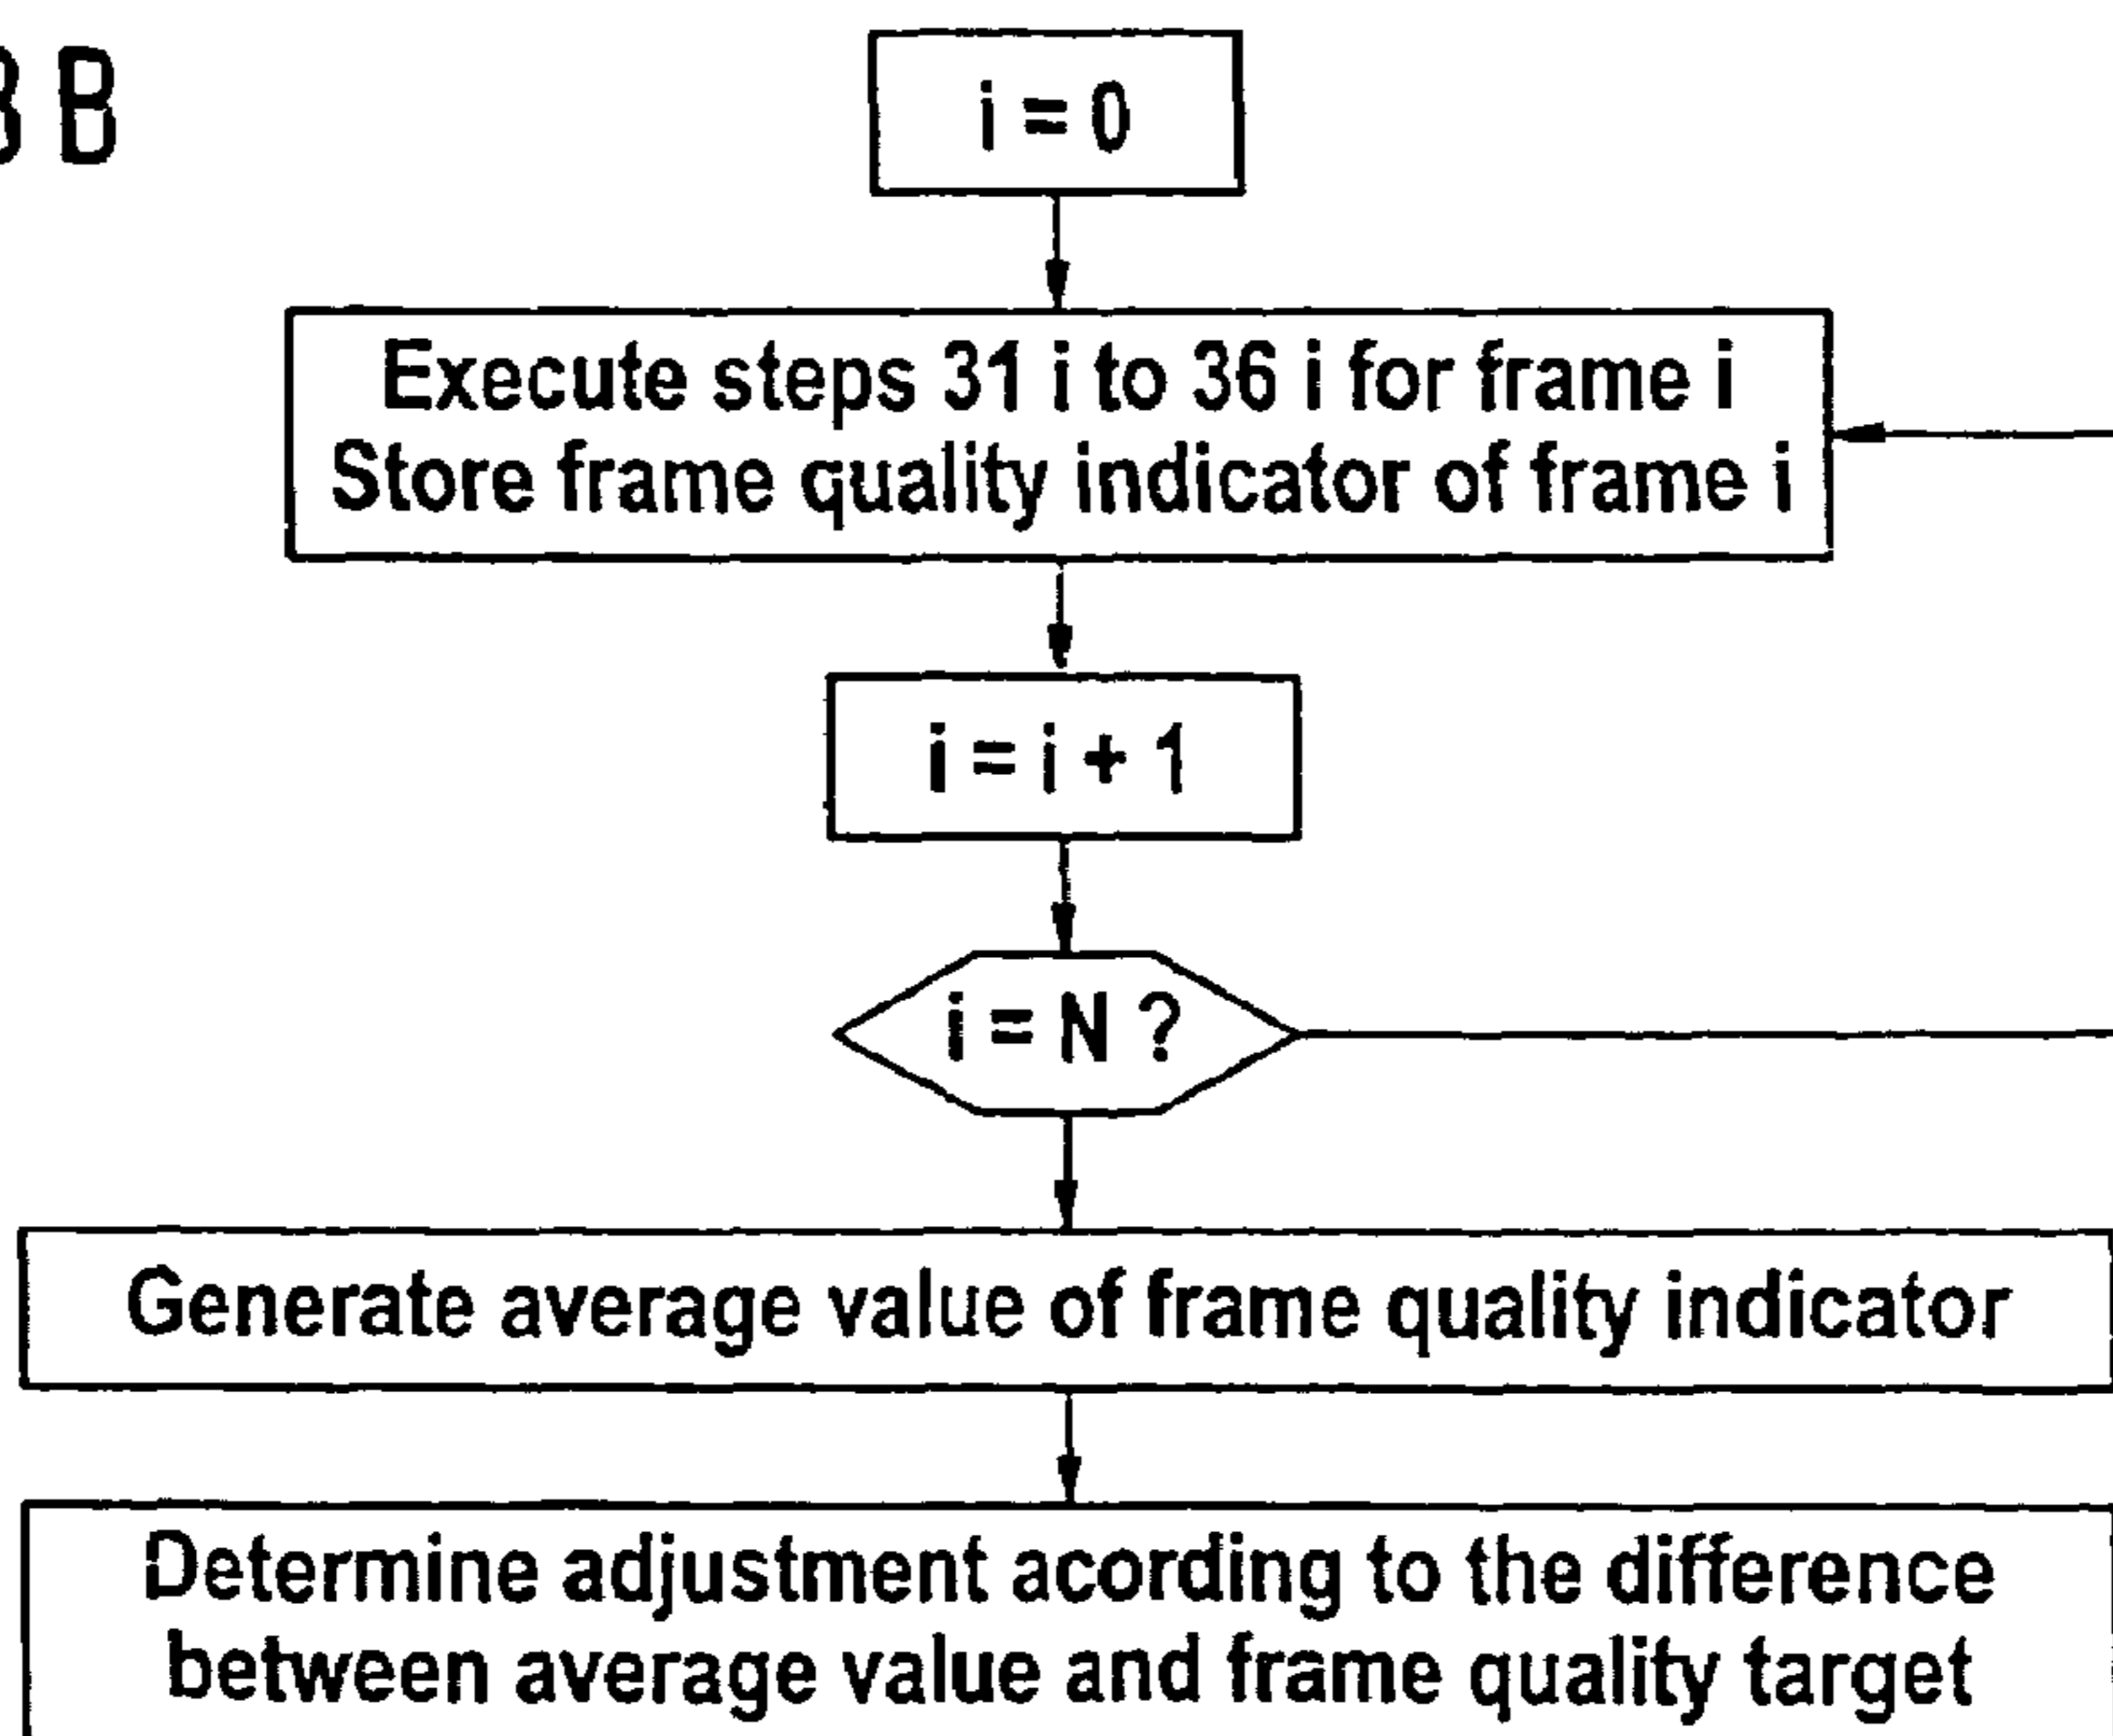 3 B
i = 0
Execute steps 31 i to 36 i for frame i
Store frame quality indicator of frame i
i = i + 1
i = N ?
Generate average value of frame quality indicator
Determine adjustment acording to the difference
between average value and frame quality target